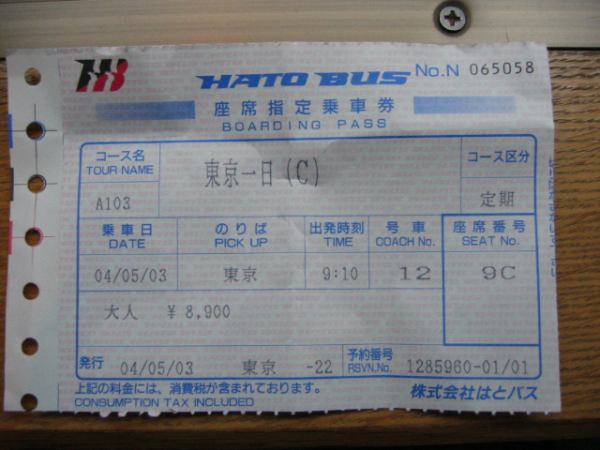 HATO BUS No.N 065058
座席指定乗車券
BOARDING PASS
コース名 東京一日(C) コース区分
TOUR NAME
A103 定期
乗車日 のりば 出発時刻 号車 座席番号
DATE PICK UP TIME COACH No. SEAT No.
04/05/03 東京 9:10 12 9C
大人 ¥8,900
発行 04/05/03 東京 -22 予約番号 RSVN.No. 1285960-01/01
上記の料金には、消費税が含まれております。 株式会社はとバス
CONSUMPTION TAX INCLUDED